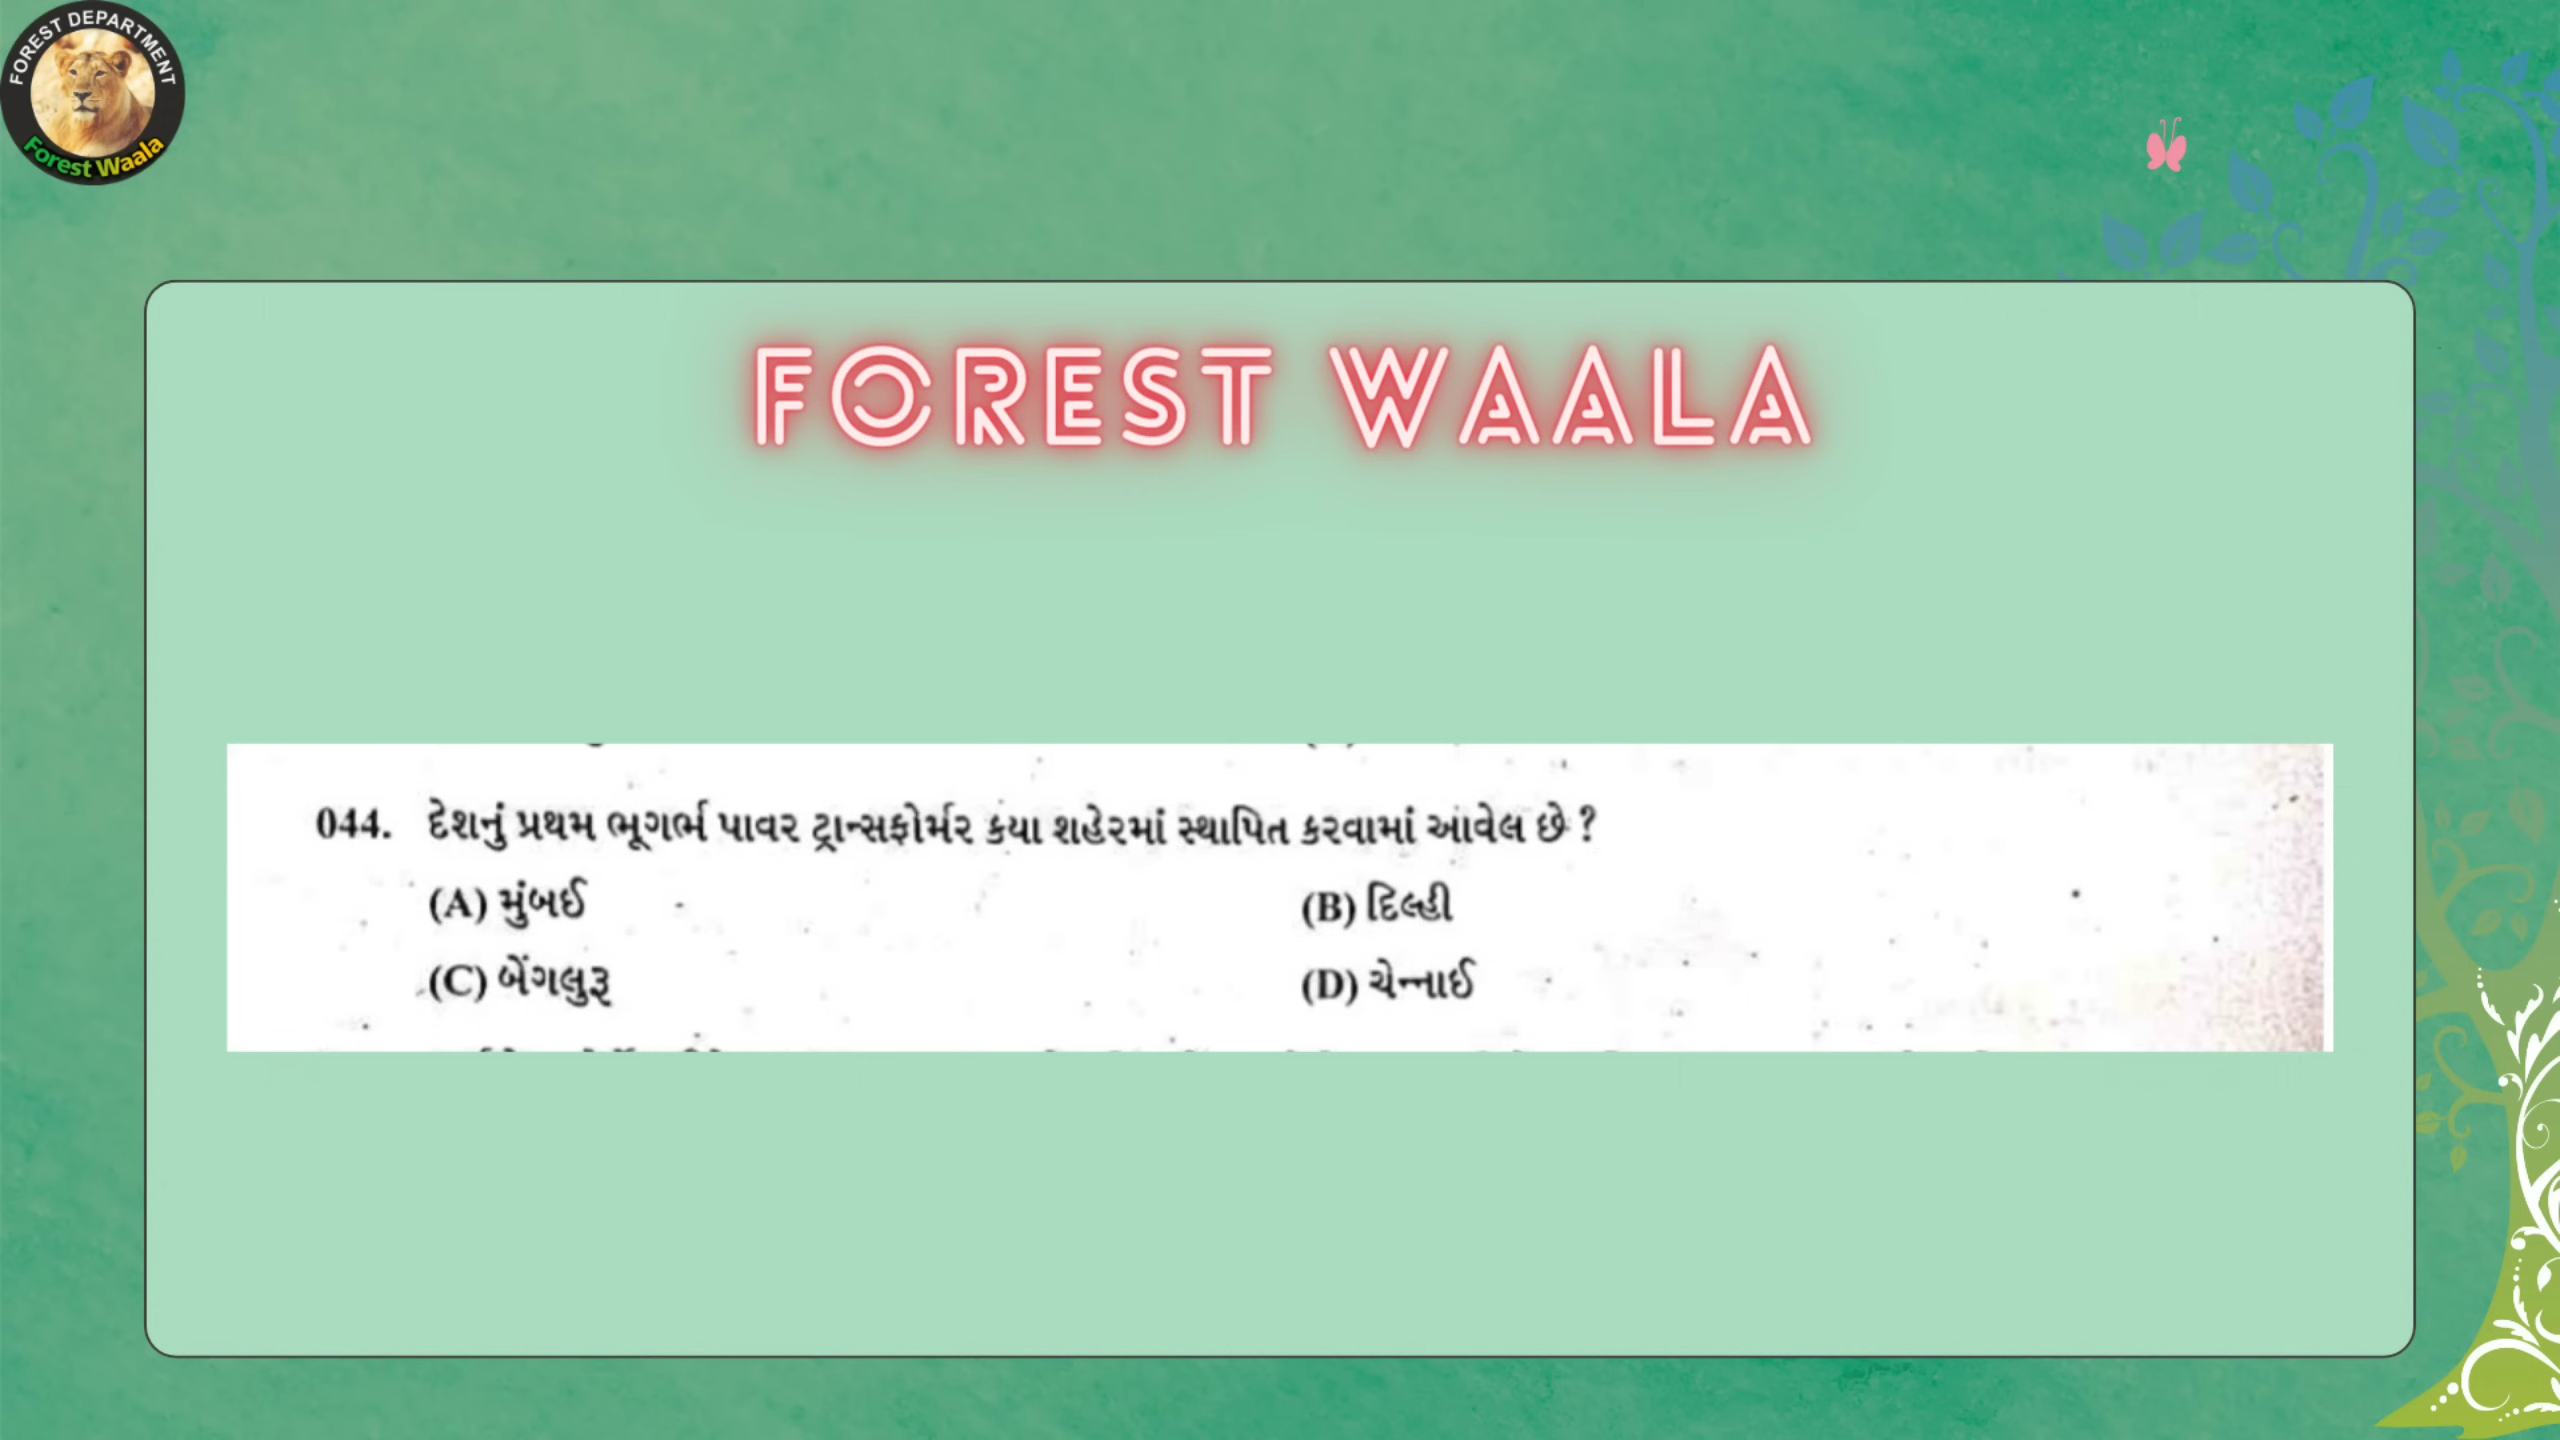 FOREST DEPARTMENT
Forest Waala
FOREST WAALA
044. દેશનું પ્રથમ ભૂગર્ભ પાવર ટ્રાન્સફોર્મર કયા શહેરમાં સ્થાપિત કરવામાં આવેલ છે ?
(A) મુંબઈ (B) દિલ્હી
(C) બેંગલુરૂ (D) ચેન્નાઈ